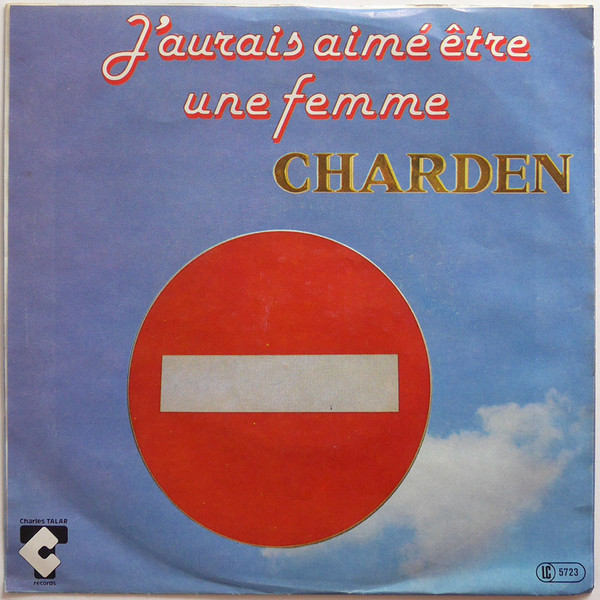 J'aurais aimé être
une femme
CHARDEN
Charles TALAR
records
LC 5723